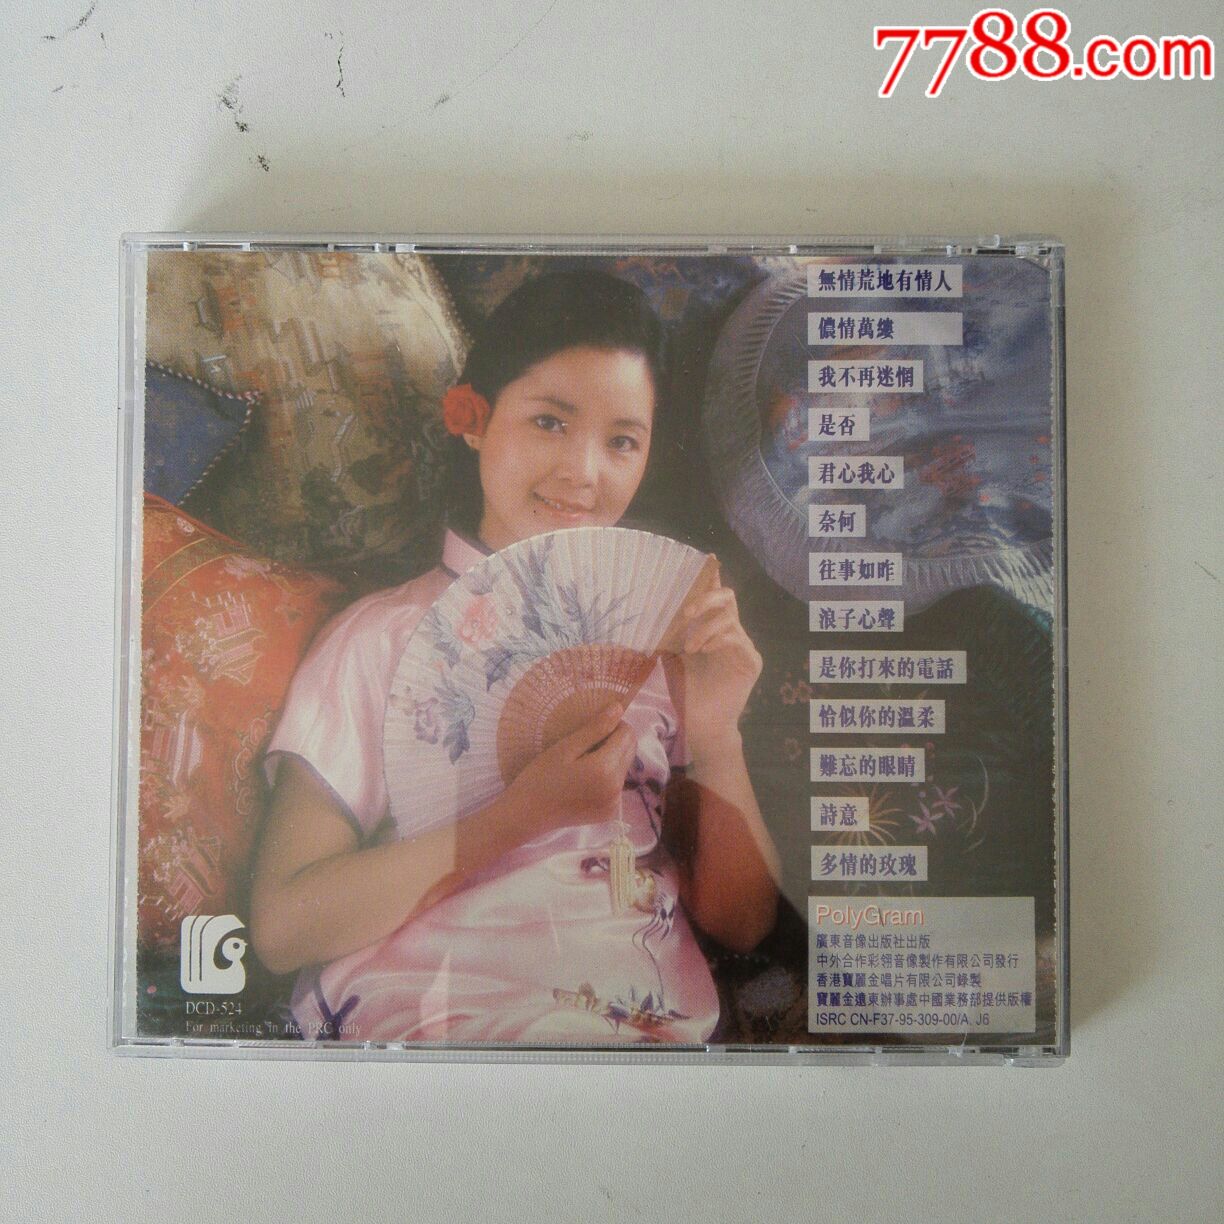 7788.com
無情荒地有情人
儂情萬縷
我不再迷惘
是否
君心我心
奈何
往事如昨
浪子心聲
是你打來的電話
恰似你的溫柔
難忘的眼睛
詩意
多情的玫瑰
PolyGram
廣東音像出版社出版
中外合作彩翎音像製作有限公司發行
香港寶麗金唱片有限公司錄製
寶麗金遠東辦事處中國業務部提供版權
ISRC CN-F37-95-309-00/A. J6
DCD-524
For marketing in the PRC only